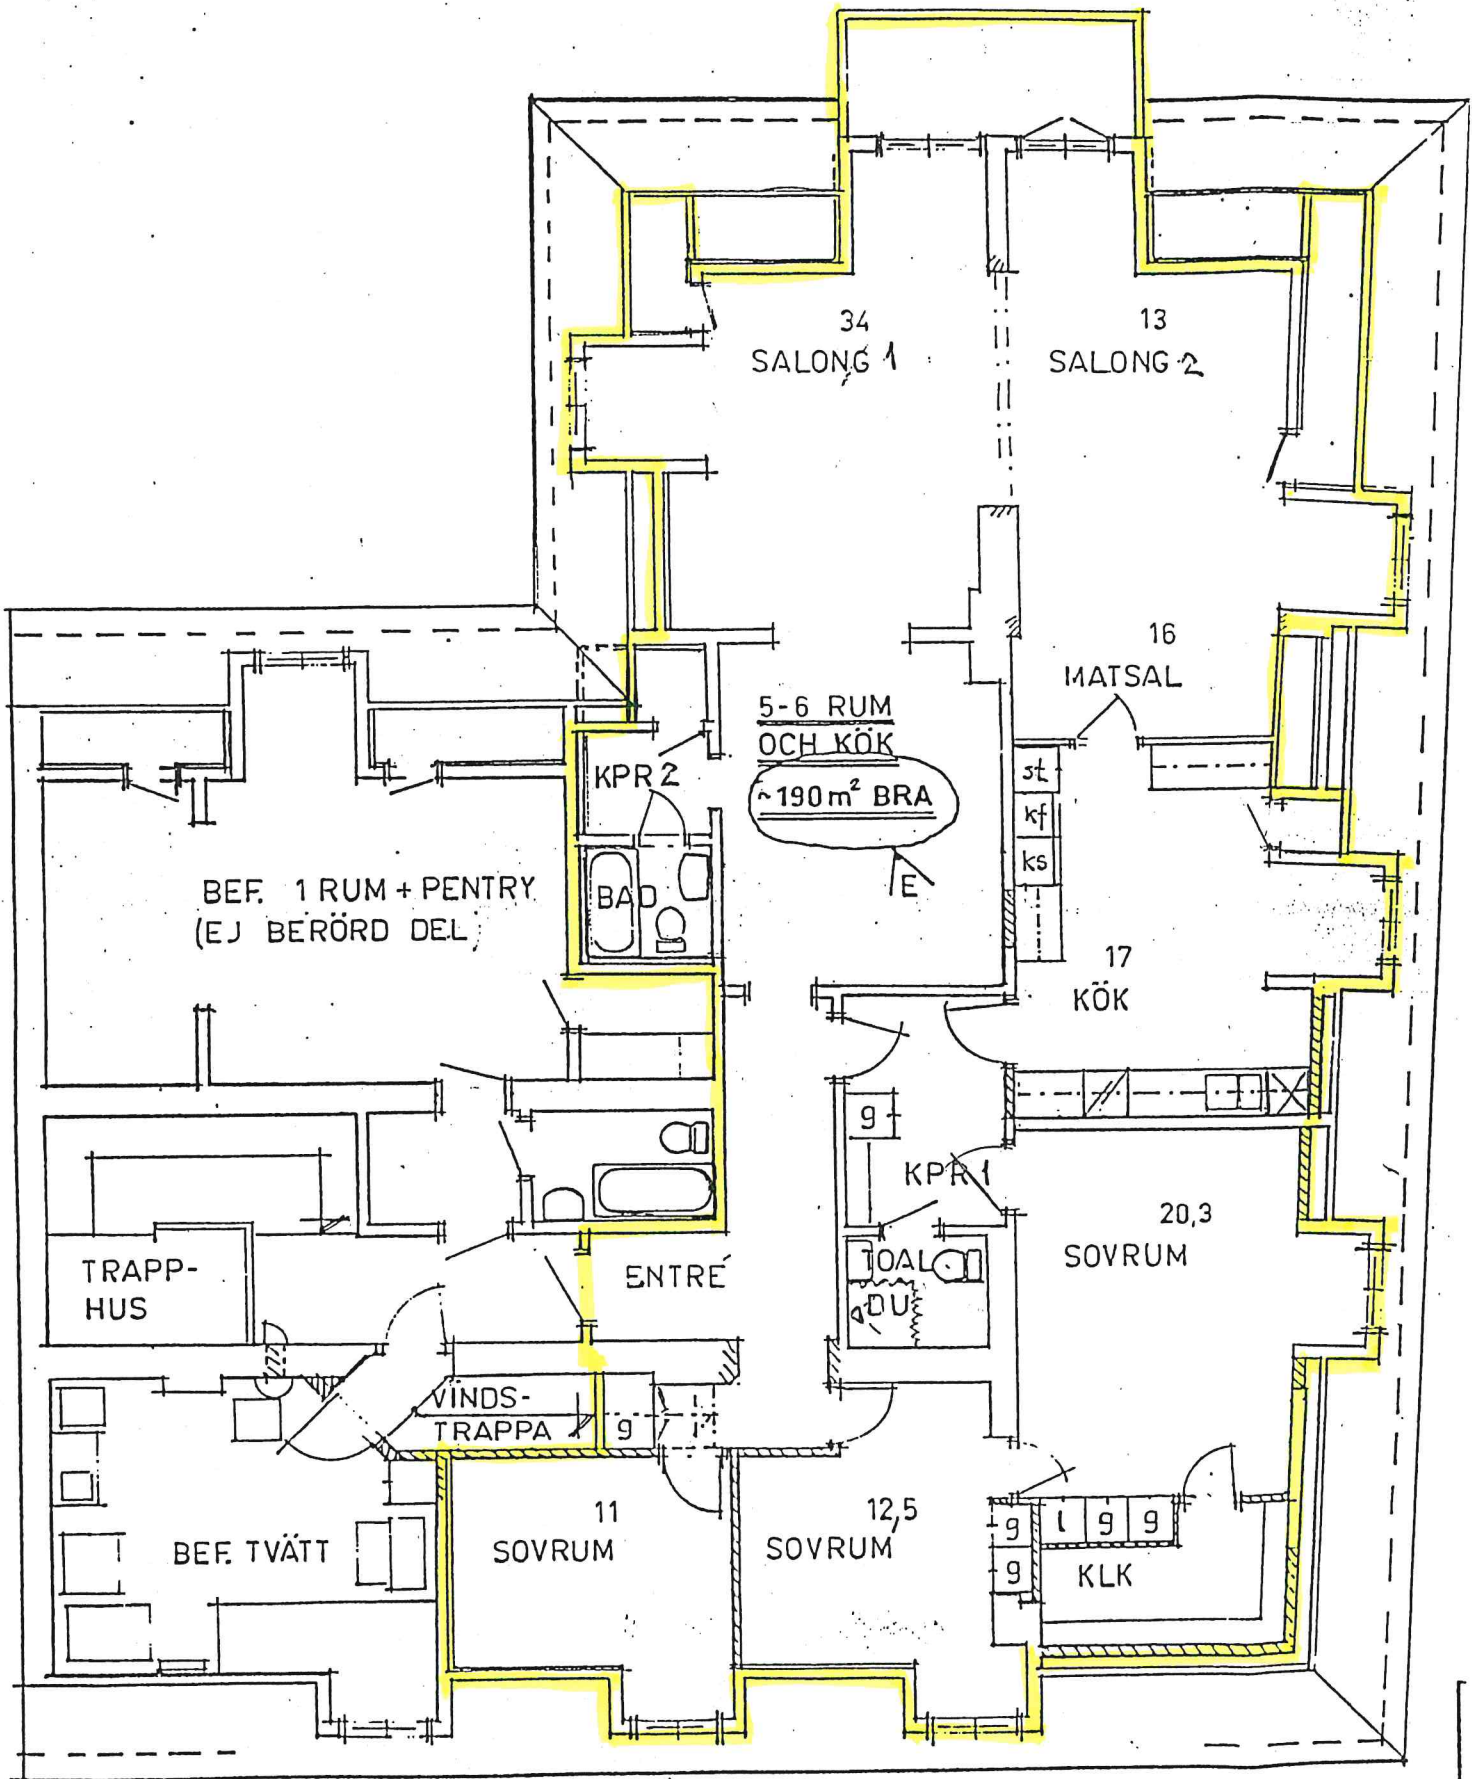 34
SALONG 1
13
SALONG 2
16
MATSAL
5-6 RUM
OCH KÖK
~190 m² BRA
E
KPR 2
BAD
st
kf
ks
BEF. 1 RUM + PENTRY
(EJ BERÖRD DEL)
17
KÖK
g
KPR 1
20,3
SOVRUM
TOAL
DU
ENTRE
TRAPP-
HUS
VINDS-
TRAPPA
g
11
SOVRUM
12,5
SOVRUM
g
g
l
g
g
KLK
BEF. TVÄTT